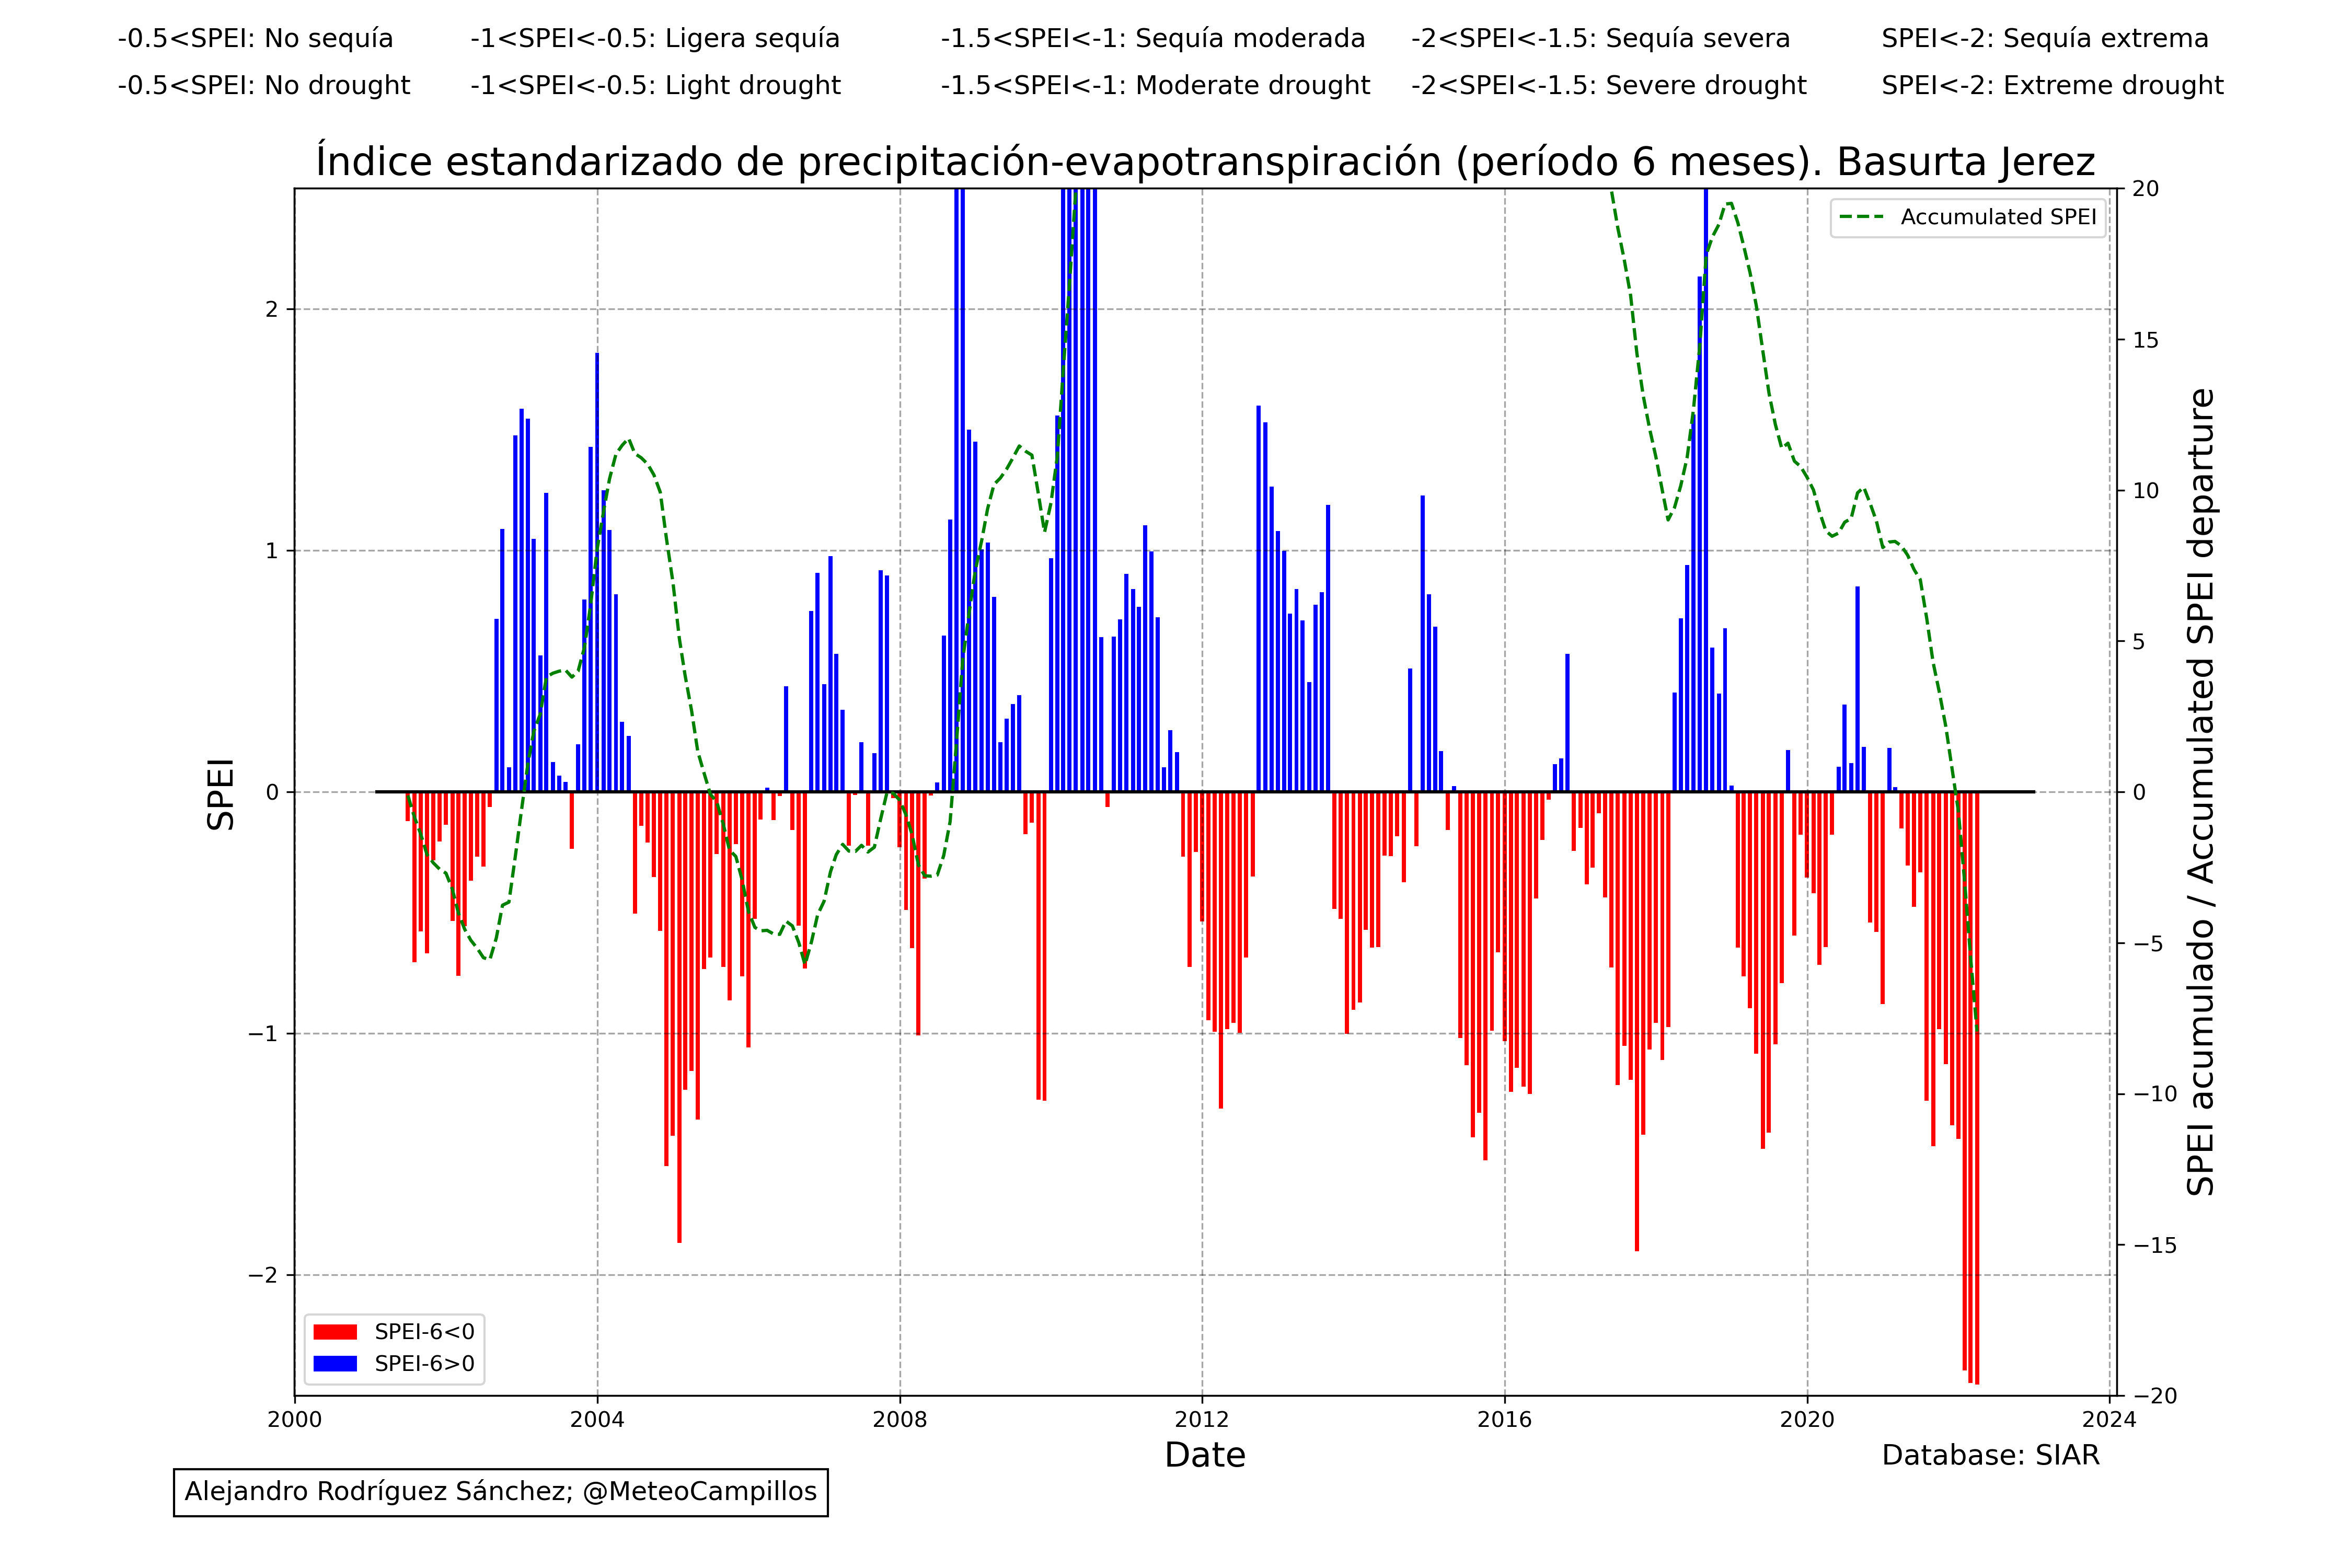 -0.5<SPEI: No sequía -1<SPEI<-0.5: Ligera sequía -1.5<SPEI<-1: Sequía moderada -2<SPEI<-1.5: Sequía severa SPEI<-2: Sequía extrema
-0.5<SPEI: No drought -1<SPEI<-0.5: Light drought -1.5<SPEI<-1: Moderate drought -2<SPEI<-1.5: Severe drought SPEI<-2: Extreme drought
Índice estandarizado de precipitación-evapotranspiración (período 6 meses). Basurta Jerez
Accumulated SPEI
SPEI
2
1
0
−1
−2
20
15
10
5
0
−5
−10
−15
−20
SPEI acumulado / Accumulated SPEI departure
SPEI-6<0
SPEI-6>0
2000 2004 2008 2012 2016 2020 2024
Date
Database: SIAR
Alejandro Rodríguez Sánchez; @MeteoCampillos